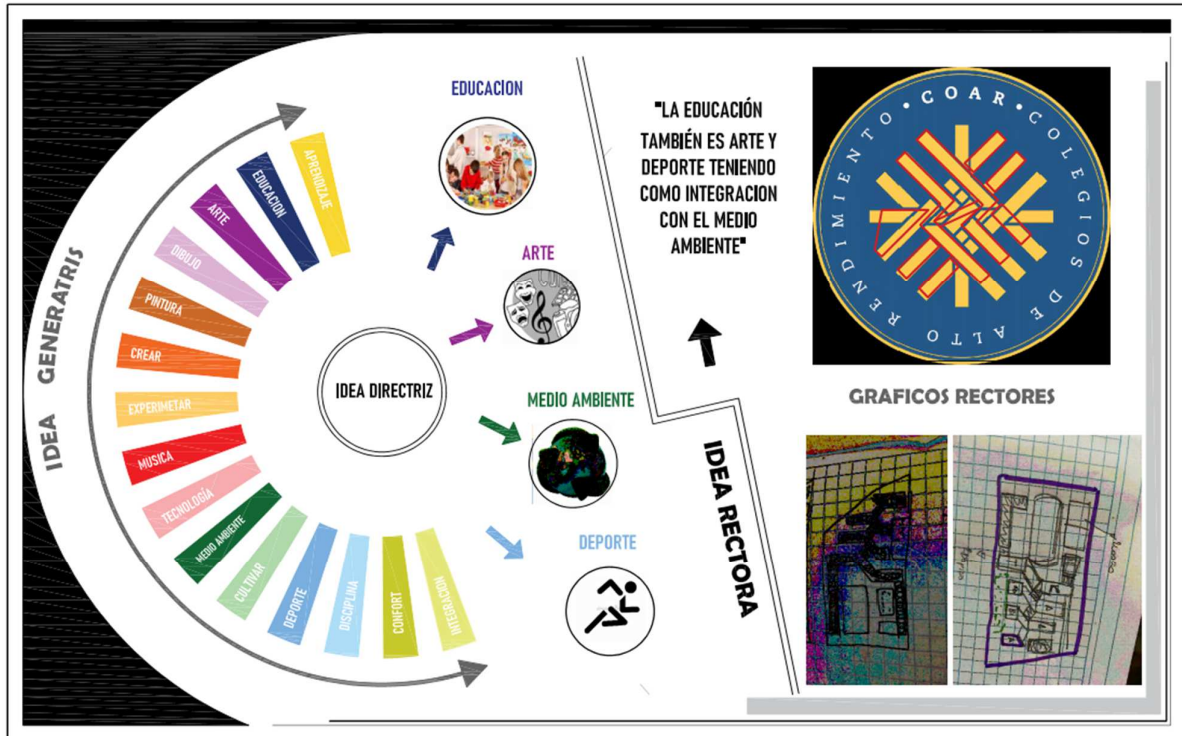 IDEA GENERATRIS
APRENDIZAJE
EDUCACION
ARTE
DIBUJO
PINTURA
CREAR
EXPERIMETAR
MÚSICA
TECNOLOGÍA
MEDIO AMBIENTE
CULTIVAR
DEPORTE
DISCIPLINA
CONFORT
INTEGRACION
IDEA DIRECTRIZ
EDUCACION
ARTE
MEDIO AMBIENTE
DEPORTE
"LA EDUCACIÓN
TAMBIÉN ES ARTE Y
DEPORTE TENIENDO
COMO INTEGRACION
CON EL MEDIO
AMBIENTE"
IDEA RECTORA
COAR • COLEGIOS DE ALTO RENDIMIENTO •
GRAFICOS RECTORES